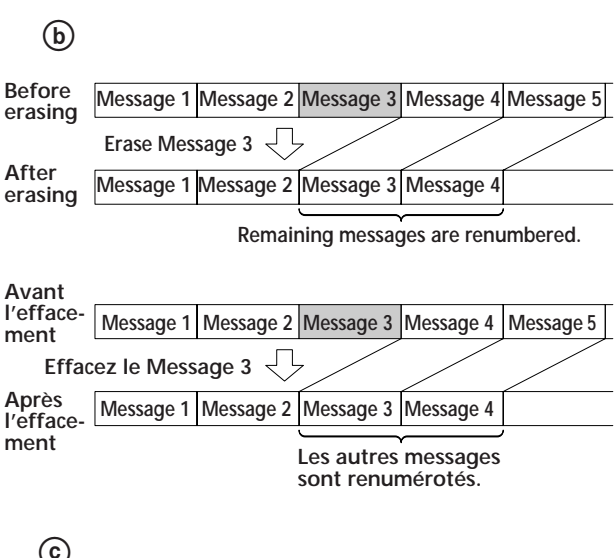 b
Before
erasing
Message 1 Message 2 Message 3 Message 4 Message 5
Erase Message 3
After
erasing
Message 1 Message 2 Message 3 Message 4
Remaining messages are renumbered.
Avant
l'efface-
ment
Message 1 Message 2 Message 3 Message 4 Message 5
Effacez le Message 3
Après
l'efface-
ment
Message 1 Message 2 Message 3 Message 4
Les autres messages
sont renumérotés.
c